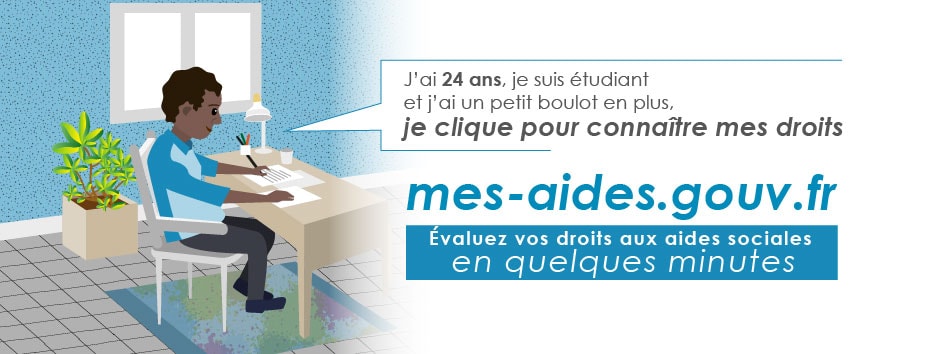 J’ai 24 ans, je suis étudiant
et j’ai un petit boulot en plus,
je clique pour connaître mes droits
mes-aides.gouv.fr
Évaluez vos droits aux aides sociales
en quelques minutes